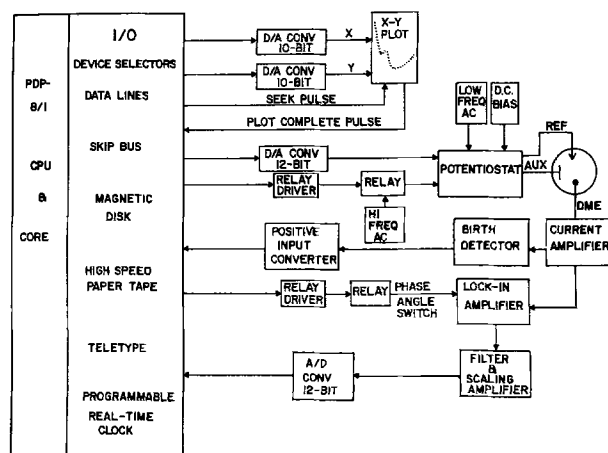 I/O
DEVICE SELECTORS
DATA LINES
SKIP BUS
MAGNETIC
DISK
HIGH SPEED
PAPER TAPE
TELETYPE
PROGRAMMABLE
REAL-TIME
CLOCK
PDP-
8/I
CPU
&
CORE
D/A CONV
10-BIT
X
X-Y
PLOT
D/A CONV
10-BIT
Y
SEEK PULSE
PLOT COMPLETE PULSE
D/A CONV
12-BIT
RELAY
DRIVER
RELAY
HI
FREQ
AC
LOW
FREQ
AC
D.C.
BIAS
POTENTIOSTAT
REF
AUX
DME
POSITIVE
INPUT
CONVERTER
BIRTH
DETECTOR
CURRENT
AMPLIFIER
RELAY
DRIVER
RELAY
PHASE
ANGLE
SWITCH
LOCK-IN
AMPLIFIER
A/D
CONV
12-BIT
FILTER
&
SCALING
AMPLIFIER